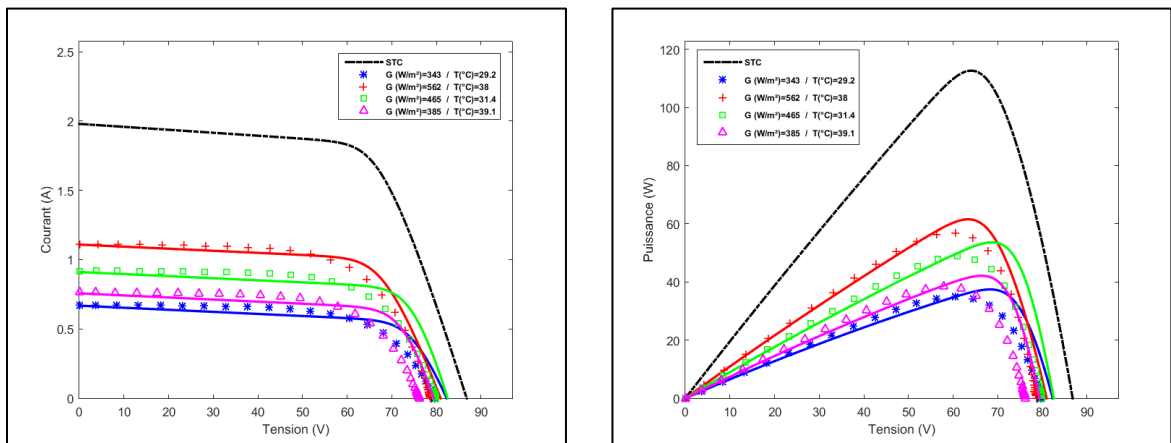 2.5
2
1.5
1
0.5
0
Courant (A)
0 10 20 30 40 50 60 70 80 90
Tension (V)
STC
G (W/m²)=343 / T(°C)=29.2
G (W/m²)=562 / T(°C)=38
G (W/m²)=465 / T(°C)=31.4
G (W/m²)=385 / T(°C)=39.1
120
100
80
60
40
20
0
Puissance (W)
0 10 20 30 40 50 60 70 80 90
Tension (V)
STC
G (W/m²)=343 / T(°C)=29.2
G (W/m²)=562 / T(°C)=38
G (W/m²)=465 / T(°C)=31.4
G (W/m²)=385 / T(°C)=39.1